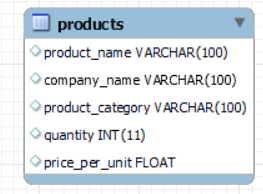 products
product_name VARCHAR(100)
company_name VARCHAR(100)
product_category VARCHAR(100)
quantity INT(11)
price_per_unit FLOAT